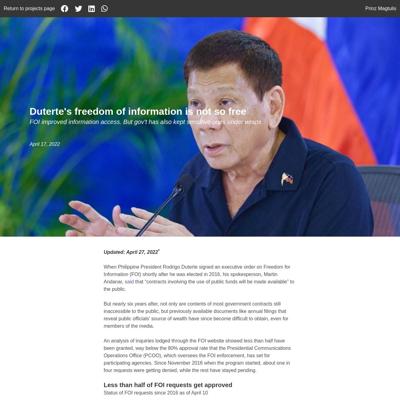 Return to projects page
Prinz Magtulis
Duterte's freedom of information is not so free
FOI improved information access. But gov't has also kept sensitive ones under wraps
April 17, 2022
Updated: April 27, 2022*
When Philippine President Rodrigo Duterte signed an executive order on Freedom for
Information (FOI) shortly after he was elected in 2016, his spokesperson, Martin
Andanar, said that "contracts involving the use of public funds will be made available" to
the public.
But nearly six years after, not only are contents of most government contracts still
inaccessible to the public, but previously available documents like annual filings that
reveal public officials' source of wealth have since become difficult to obtain, even for
members of the media.
An analysis of inquiries lodged through the FOI website showed less than half have
been granted, way below the 80% approval rate that the Presidential Communications
Operations Office (PCOO), which oversees the FOI enforcement, has set for
participating agencies. Since November 2016 when the program started, about one in
four requests were getting denied, while the rest have stayed pending.
Less than half of FOI requests get approved
Status of FOI requests since 2016 as of April 10